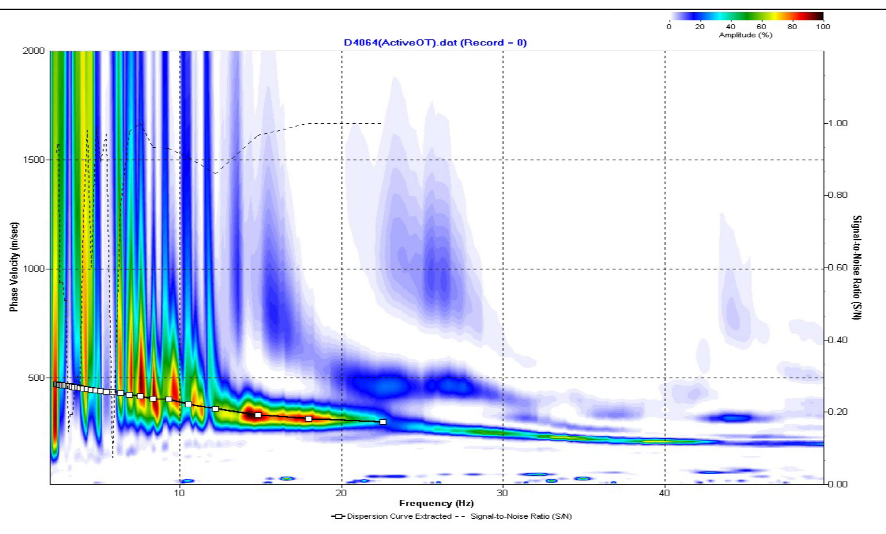 0 20 40 60 80 100
Amplitude (%)
D4064(ActiveOT).dat (Record - 0)
2000
1500
1000
500
Phase Velocity (m/sec)
1.00
0.80
0.60
0.40
0.20
0.00
Signal-to-Noise Ratio (S/N)
10 20 30 40
Frequency (Hz)
Dispersion Curve Extracted Signal-to-Noise Ratio (S/N)